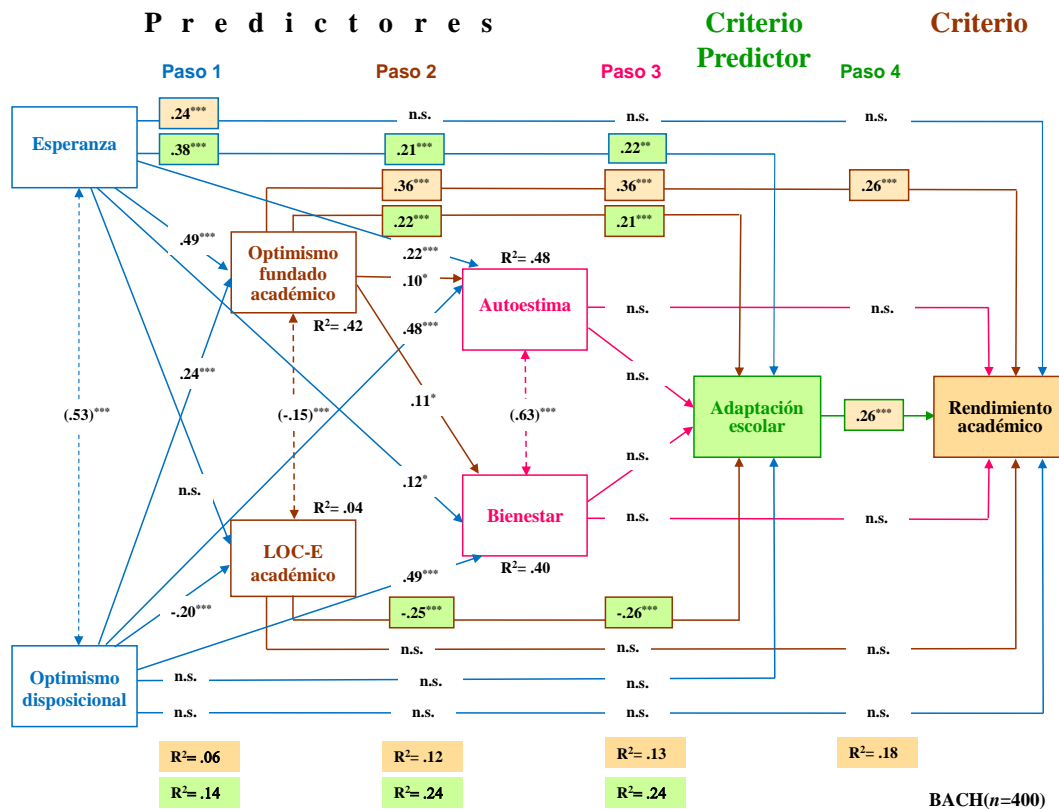 P r e d i c t o r e s
Criterio
Predictor
Criterio
Paso 1
Paso 2
Paso 3
Paso 4
.24***
n.s.
n.s.
Esperanza
.38***
.21***
.22**
.36***
.36***
.26***
.22***
.21***
.49***
Optimismo
fundado
académico
.22***
R²= .48
.10*
Autoestima
n.s.
n.s.
R²= .42
.48***
.24***
n.s.
(.53)***
(-.15)***
.11*
(.63)***
Adaptación
escolar
.26***
Rendimiento
académico
n.s.
n.s.
.12*
R²= .04
Bienestar
n.s.
n.s.
LOC-E
académico
R²= .40
.49***
-.20***
-.25***
-.26***
n.s.
n.s.
n.s.
Optimismo
disposicional
n.s.
n.s.
n.s.
n.s.
n.s.
n.s.
n.s.
R²= .06
R²= .12
R²= .13
R²= .18
R²= .14
R²= .24
R²= .24
BACH(n=400)